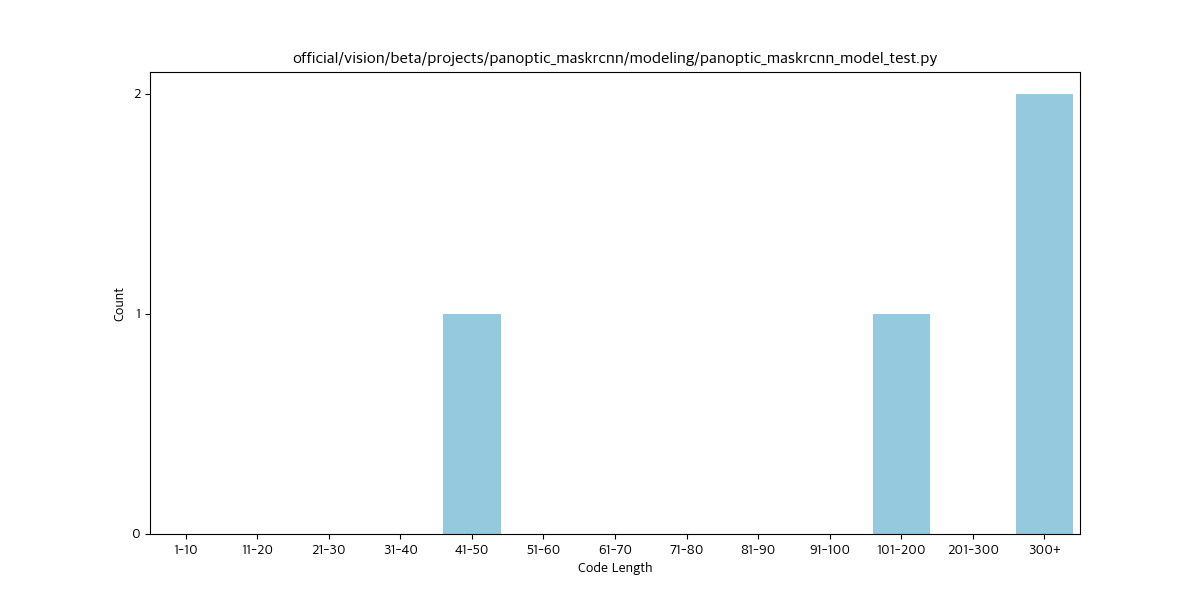 official/vision/beta/projects/panoptic_maskrcnn/modeling/panoptic_maskrcnn_model_test.py
2
1
0
Count
1-10 11-20 21-30 31-40 41-50 51-60 61-70 71-80 81-90 91-100 101-200 201-300 300+
Code Length